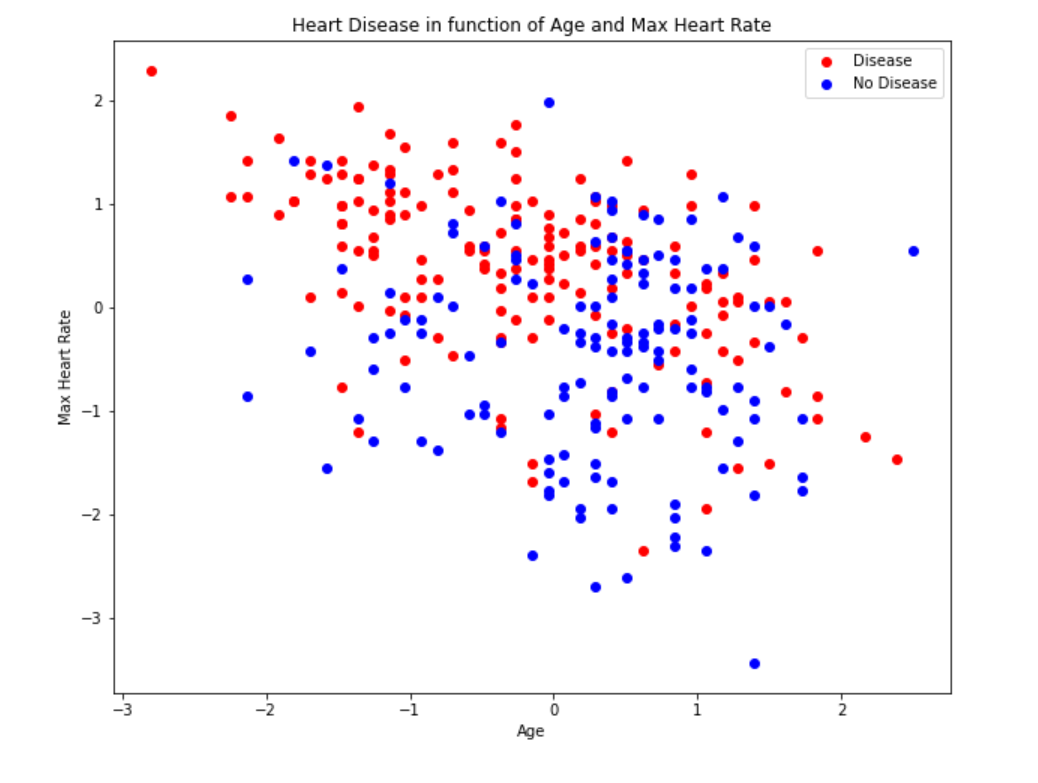 Heart Disease in function of Age and Max Heart Rate
Disease
No Disease
2
1
0
−1
−2
−3
Max Heart Rate
−3
−2
−1
0
1
2
Age